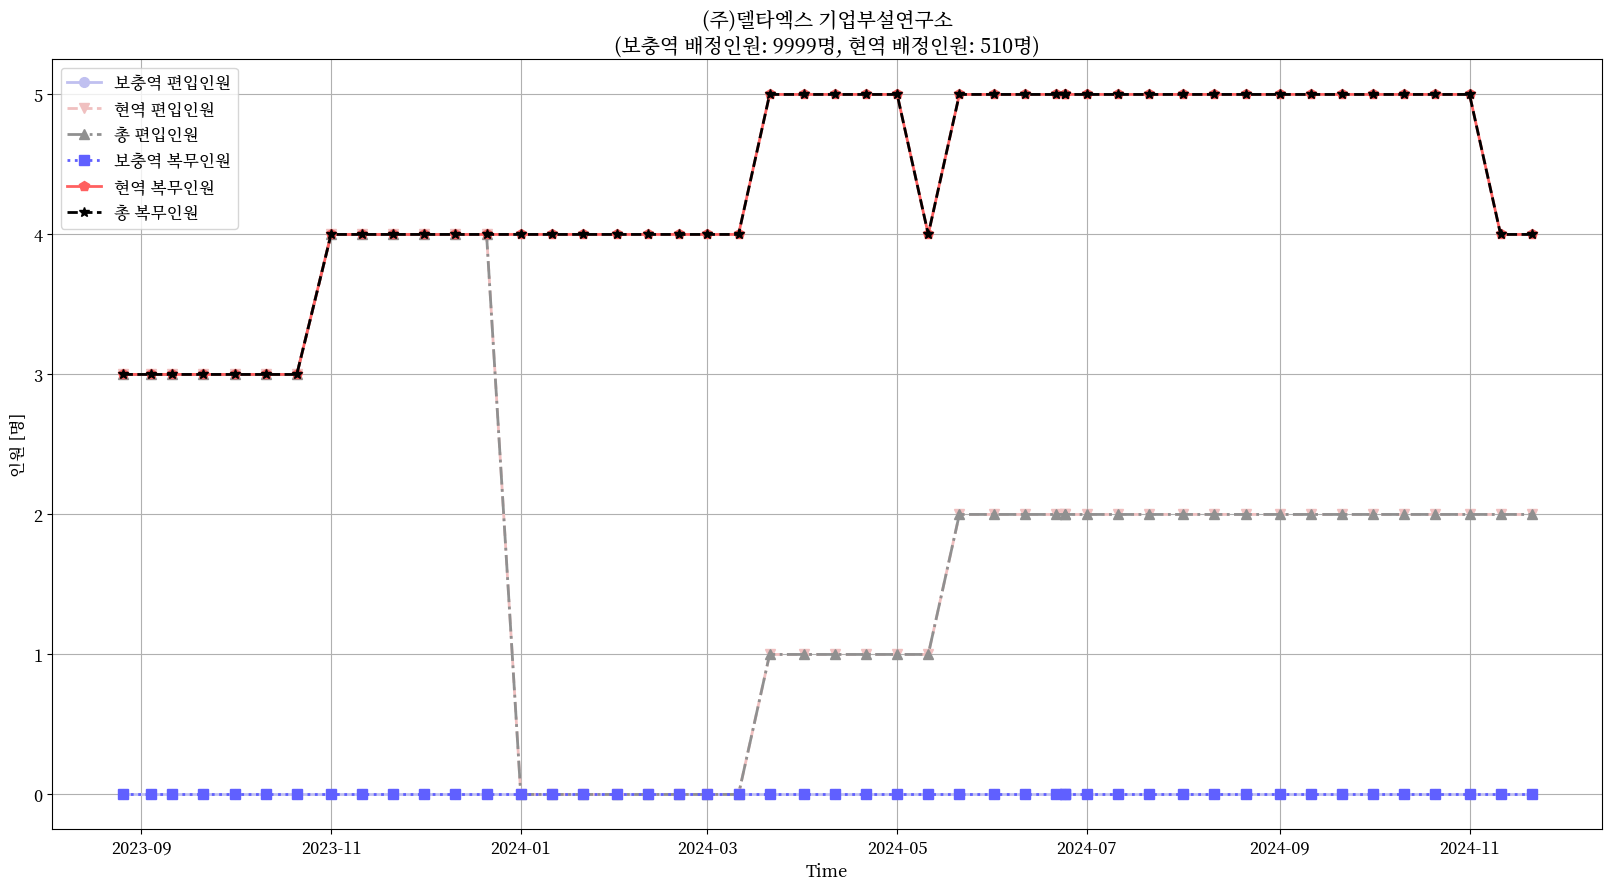 (주)델타엑스 기업부설연구소
(보충역 배정인원: 9999명, 현역 배정인원: 510명)
보충역 편입인원
현역 편입인원
총 편입인원
보충역 복무인원
현역 복무인원
총 복무인원
인원 [명]
5
4
3
2
1
0
2023-09 2023-11 2024-01 2024-03 2024-05 2024-07 2024-09 2024-11
Time